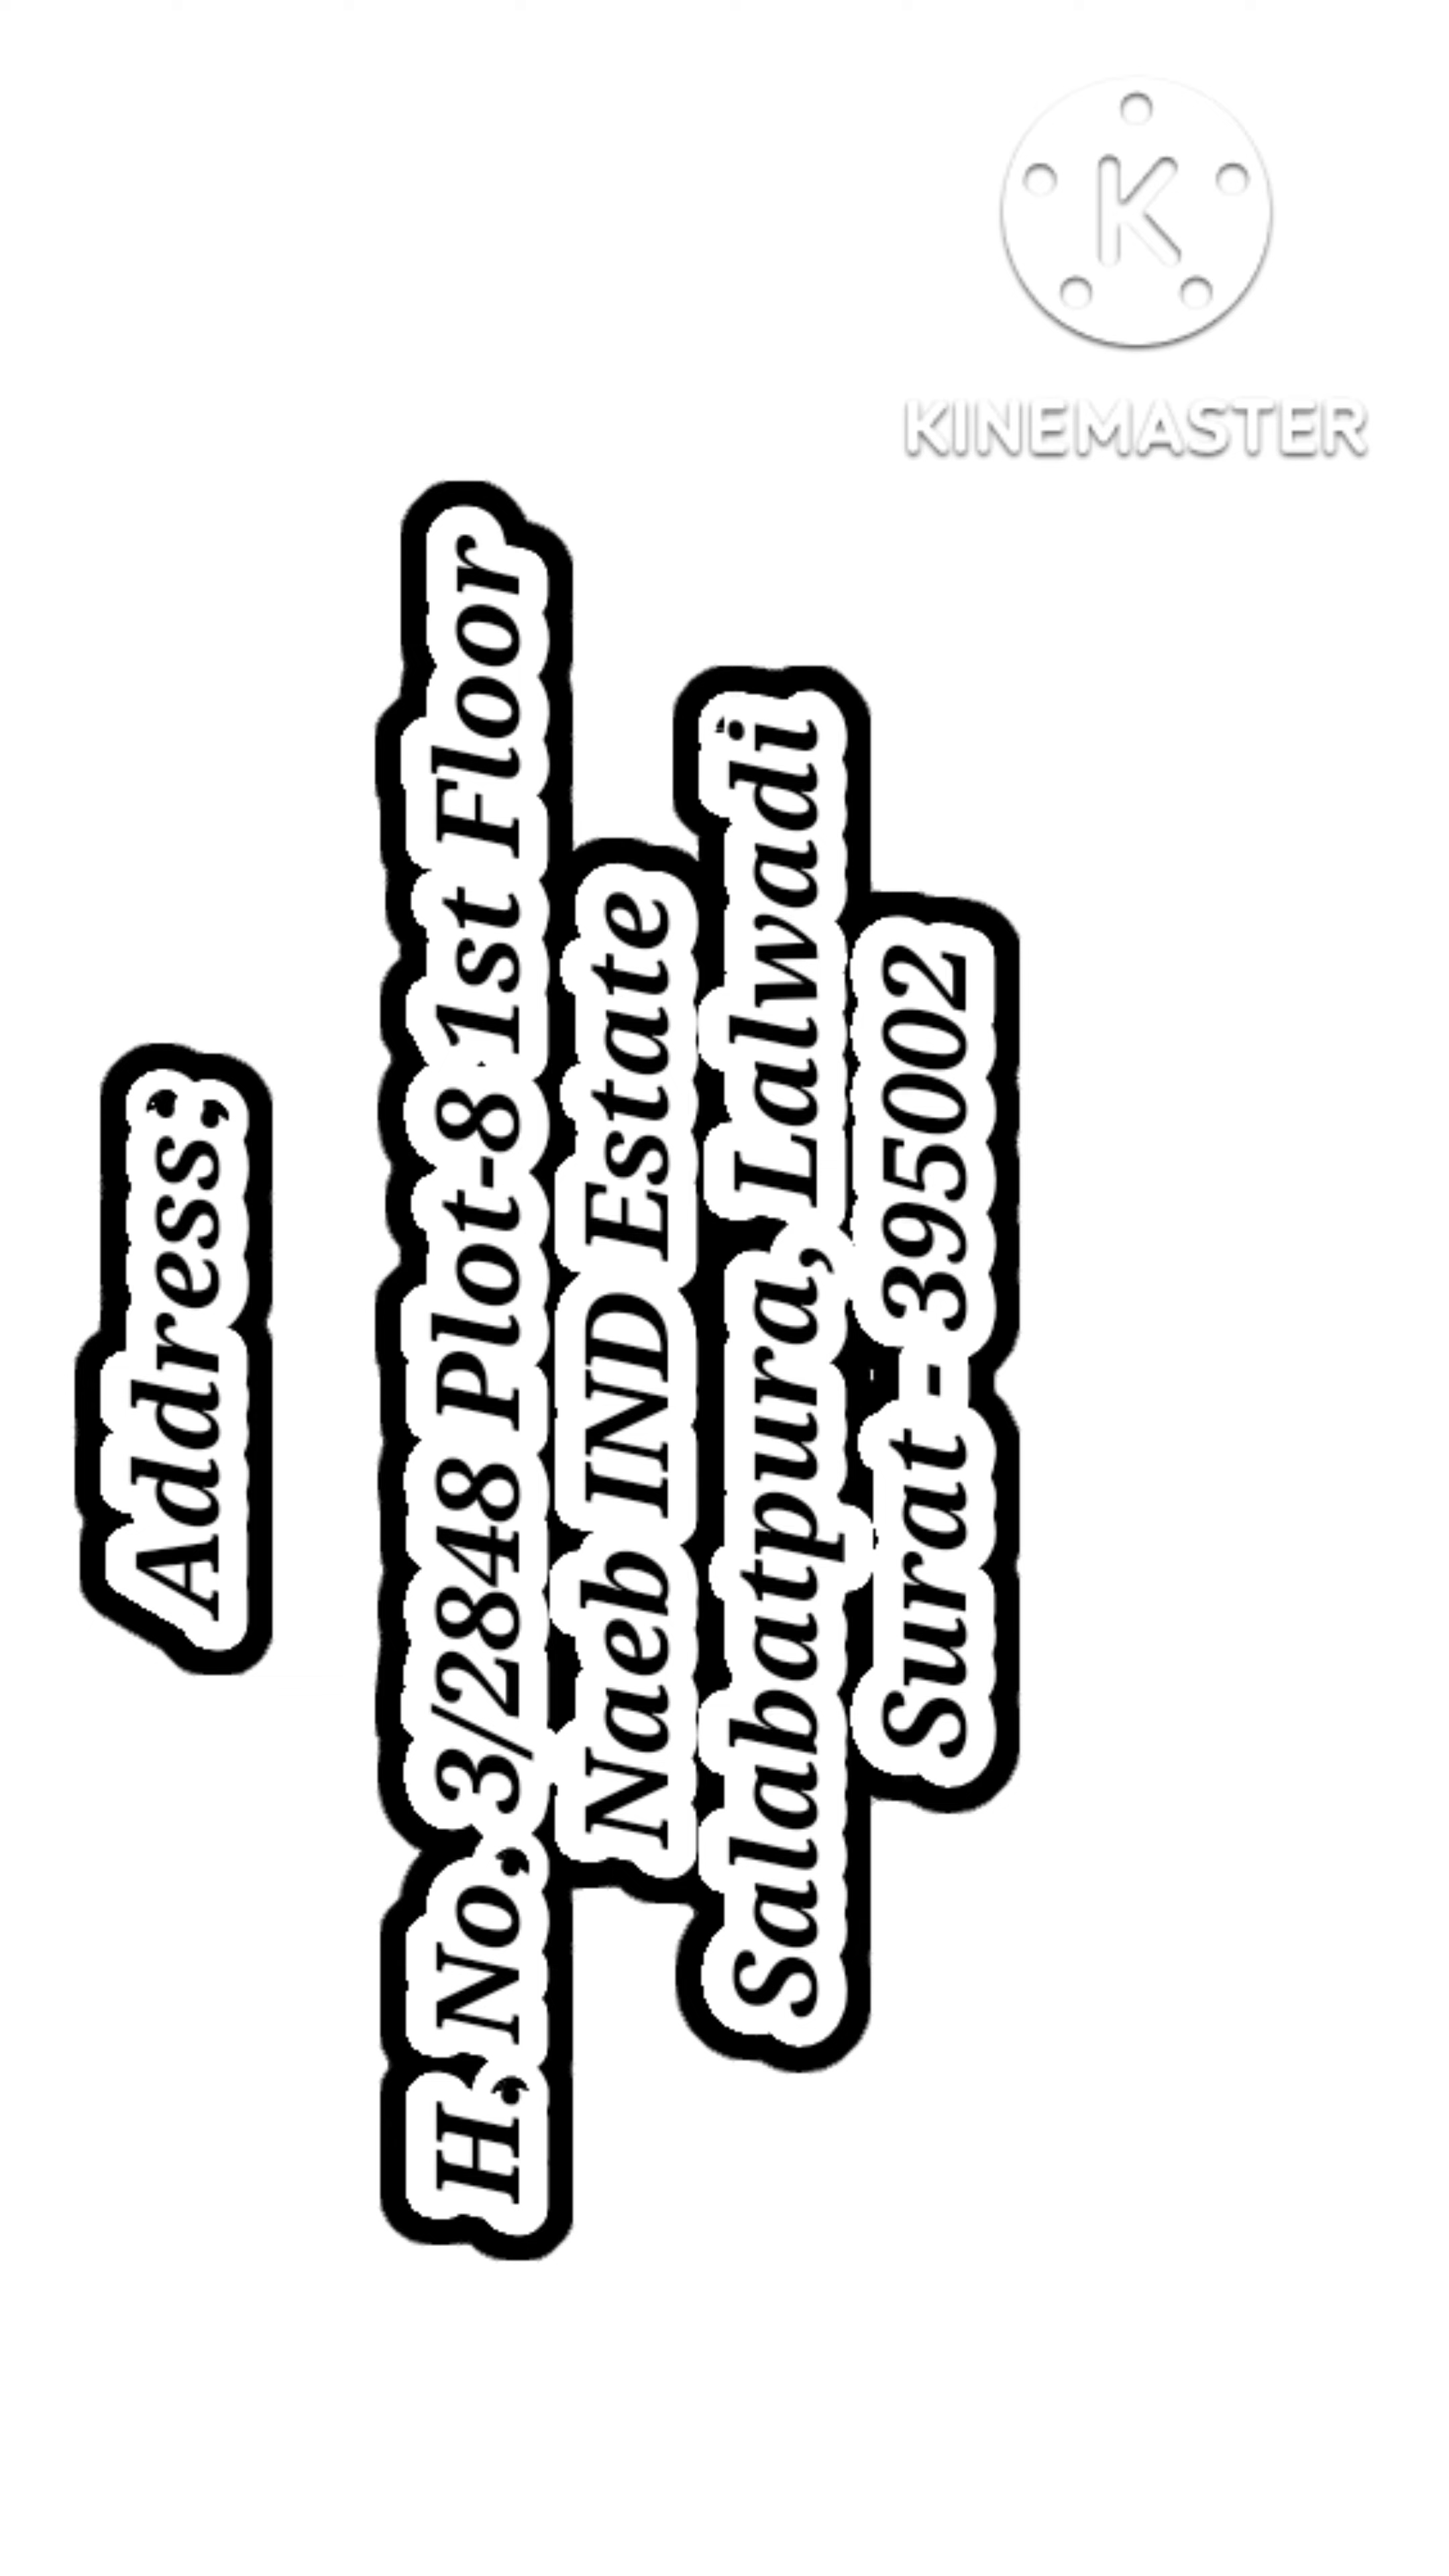 KINEMASTER
Address:
H. No. 3/2848 Plot-8 1st Floor
Naeb IND Estate
Salabatpura, Lalwadi
Surat - 395002